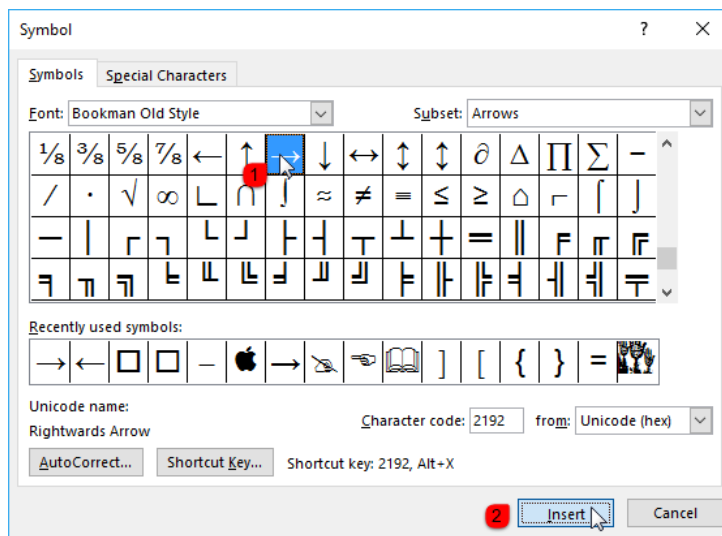 Symbol ? ×
Symbols Special Characters
Font: Bookman Old Style Subset: Arrows
⅛ ⅜ ⅝ ⅞ ← ↑ → ↓ ↔ ↕ ↨ ∂ ∆ ∏ ∑ −
1
∕ ∙ √ ∞ ∟ ∩ ∫ ≈ ≠ ≡ ≤ ≥ ⌂ ⌐ ⌠ ⌡
─ │ ┌ ┐ └ ┘ ├ ┤ ┬ ┴ ┼ ═ ║ ╒ ╓ ╔
╕ ╖ ╗ ╘ ╙ ╚ ╛ ╜ ╝ ╞ ╟ ╠ ╡ ╢ ╣ ╤
Recently used symbols:
→ ← □ □ – → ] [ { } =
Unicode name:
Rightwards Arrow
Character code: 2192 from: Unicode (hex)
AutoCorrect... Shortcut Key... Shortcut key: 2192, Alt+X
2 Insert Cancel